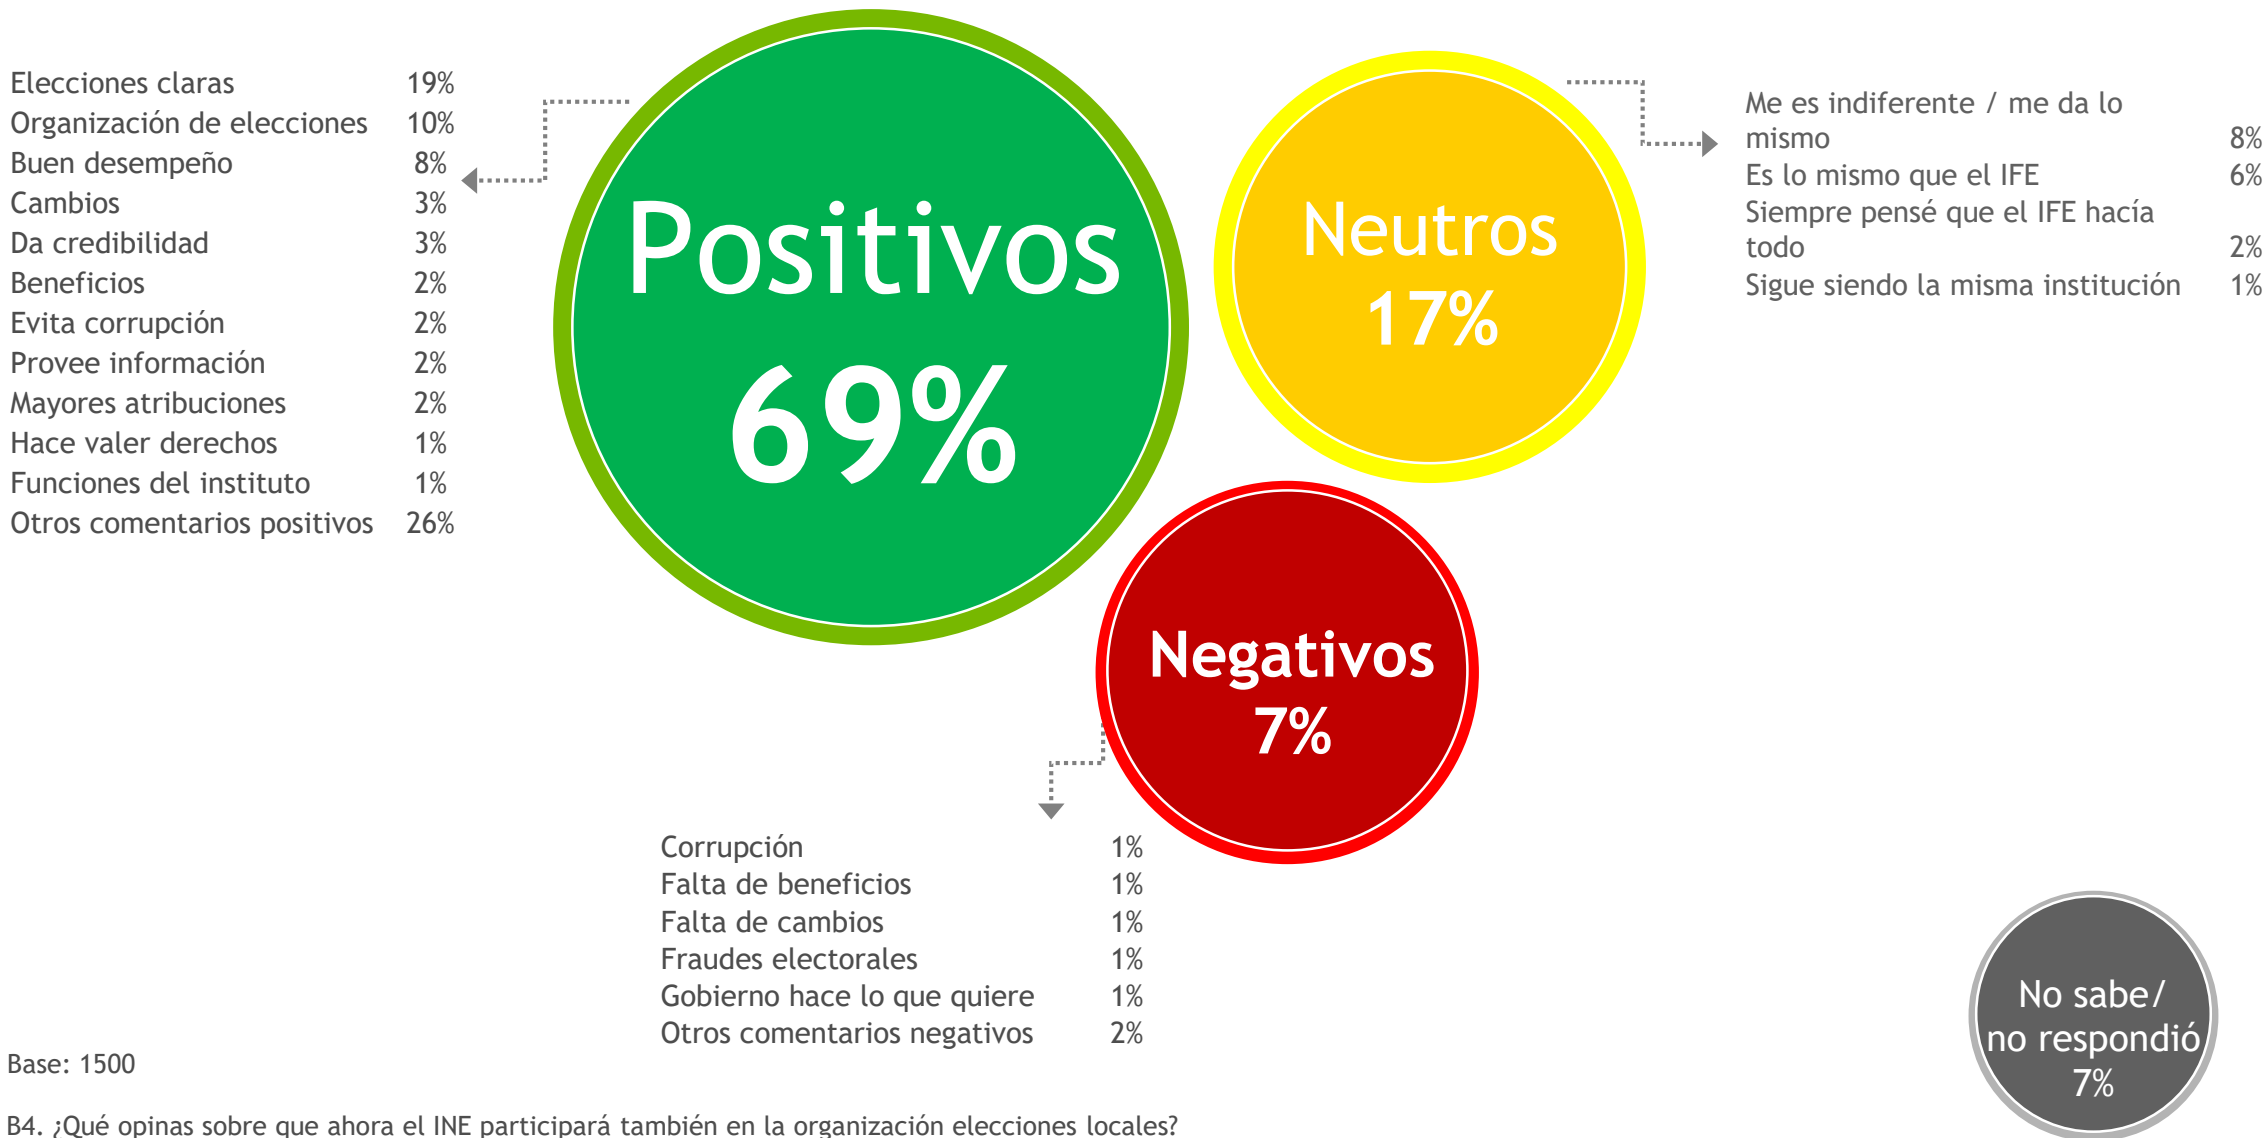 Elecciones claras 19%
Organización de elecciones 10%
Buen desempeño 8%
Cambios 3%
Da credibilidad 3%
Beneficios 2%
Evita corrupción 2%
Provee información 2%
Mayores atribuciones 2%
Hace valer derechos 1%
Funciones del instituto 1%
Otros comentarios positivos 26%
Positivos
69%
Neutros
17%
Me es indiferente / me da lo
mismo 8%
Es lo mismo que el IFE 6%
Siempre pensé que el IFE hacía
todo 2%
Sigue siendo la misma institución 1%
Negativos
7%
Corrupción 1%
Falta de beneficios 1%
Falta de cambios 1%
Fraudes electorales 1%
Gobierno hace lo que quiere 1%
Otros comentarios negativos 2%
No sabe/
no respondió
7%
Base: 1500
B4. ¿Qué opinas sobre que ahora el INE participará también en la organización elecciones locales?